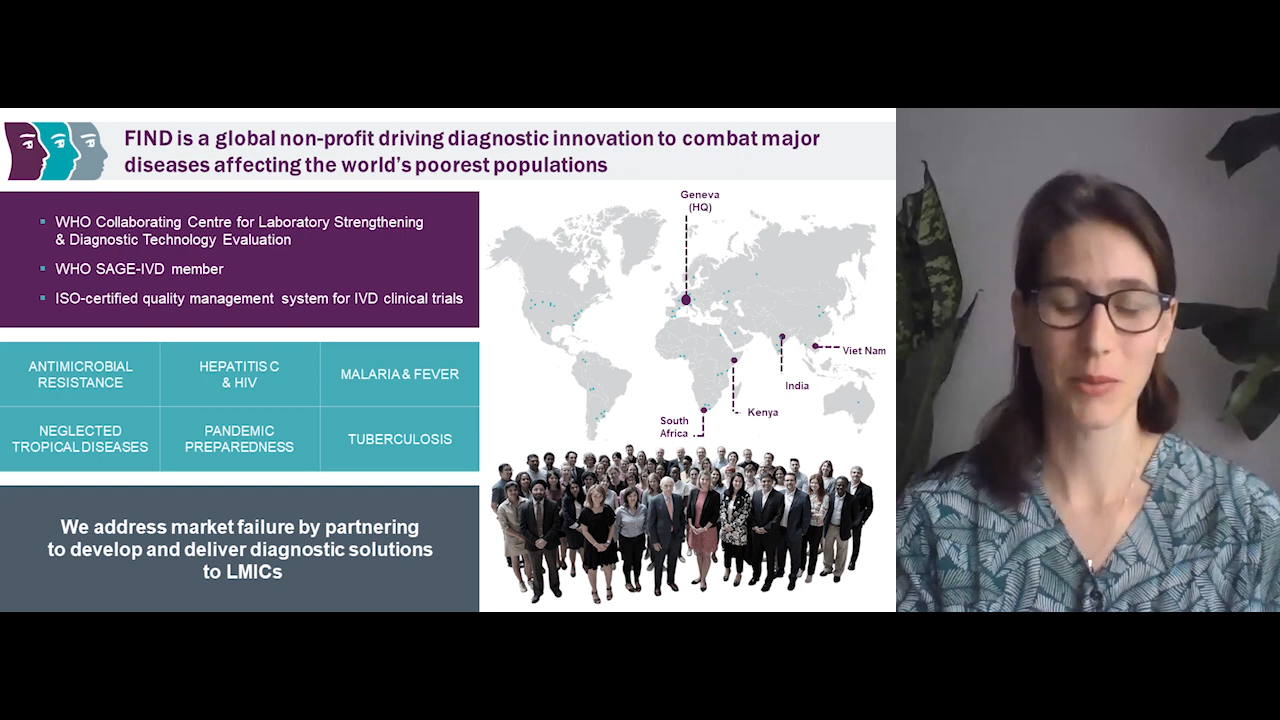 FIND is a global non-profit driving diagnostic innovation to combat major
diseases affecting the world's poorest populations
WHO Collaborating Centre for Laboratory Strengthening
& Diagnostic Technology Evaluation
WHO SAGE-IVD member
ISO-certified quality management system for IVD clinical trials
ANTIMICROBIAL
RESISTANCE
HEPATITIS C
& HIV
MALARIA & FEVER
NEGLECTED
TROPICAL DISEASES
PANDEMIC
PREPAREDNESS
TUBERCULOSIS
We address market failure by partnering
to develop and deliver diagnostic solutions
to LMICs
Geneva
(HQ)
Viet Nam
India
Kenya
South
Africa